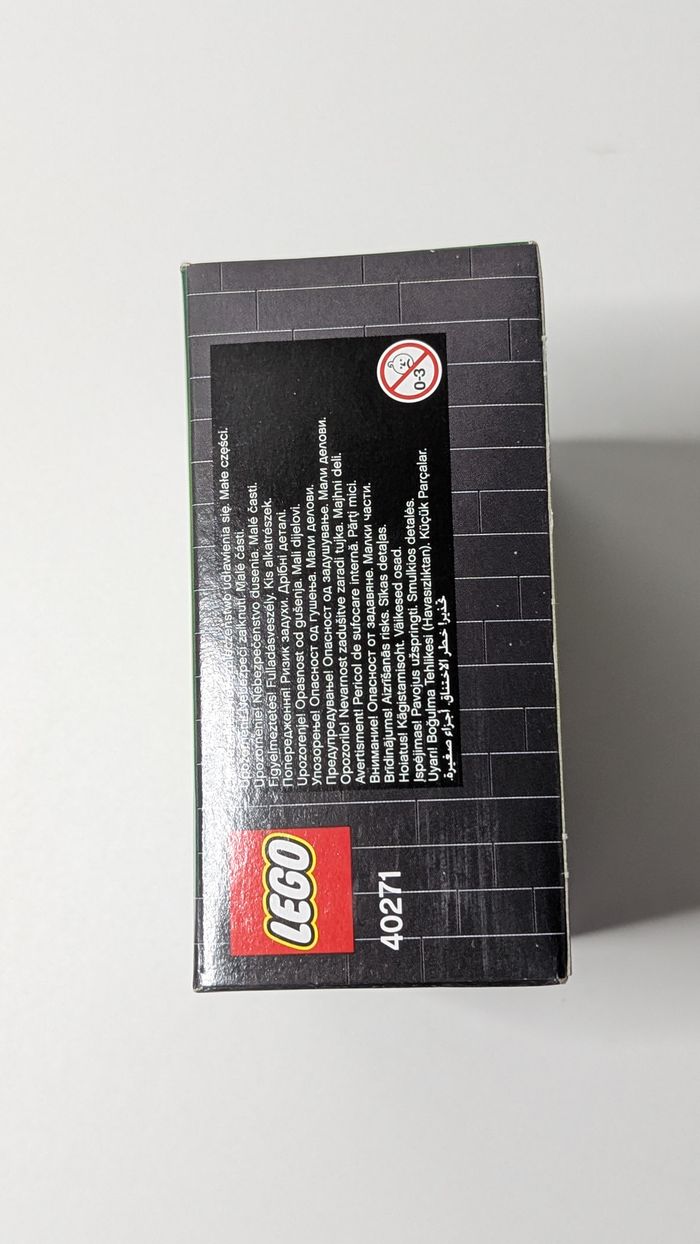 udławienia się. Małe części.
Upozornění! Nebezpečí zalknutí. Malé části.
Upozornenie! Nebezpečenstvo dusenia. Malé časti.
Figyelmeztetés! Fulladásveszély. Kis alkatrészek.
Попередження! Ризик задухи. Дрібні деталі.
Upozorenje! Opasnost od gušenja. Mali dijelovi.
Упозорење! Опасност од гушења. Мали делови.
Предупредување! Опасност од задушување. Мали делови.
Opozorilo! Nevarnost zadušitve zaradi tujka. Majhni deli.
Avertisment! Pericol de sufocare internă. Părți mici.
Внимание! Опасност от задавяне. Малки части.
Brīdinājums! Aizrīšanās risks. Sīkas detaļas.
Hoiatus! Kägistamisoht. Väikesed osad.
Įspėjimas! Pavojus užspringti. Smulkios detalės.
Uyarı! Boğulma Tehlikesi (Havasızlıktan). Küçük Parçalar.
تحذير! خطر الاختناق. أجزاء صغيرة.
0-3
LEGO
40271